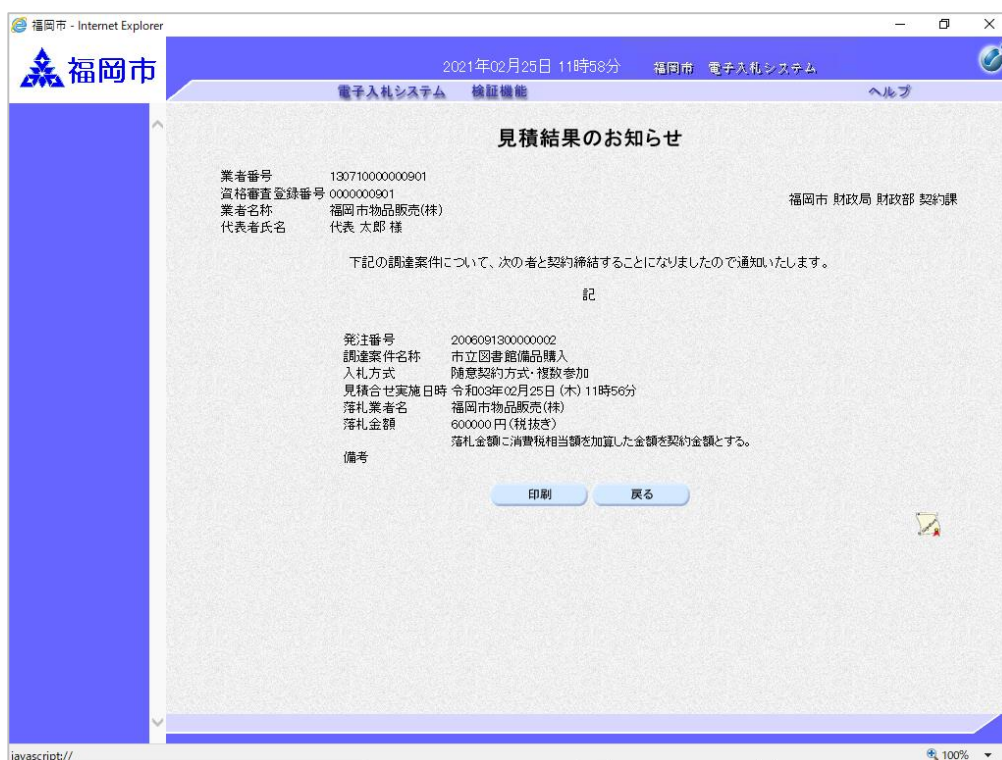 福岡市 - Internet Explorer
福岡市
2021年02月25日 11時58分 福岡市 電子入札システム
電子入札システム 検証機能 ヘルプ
見積結果のお知らせ
業者番号 130710000000901
資格審査登録番号 0000000901
福岡市 財政局 財政部 契約課
業者名称 福岡市物品販売(株)
代表者氏名 代表 太郎 様
下記の調達案件について、次の者と契約締結することになりましたので通知いたします。
記
発注番号 2006091300000002
調達案件名称 市立図書館備品購入
入札方式 随意契約方式・複数参加
見積合せ実施日時 令和03年02月25日 (木) 11時56分
落札業者名 福岡市物品販売(株)
落札金額 600000 円(税抜き)
落札金額に消費税相当額を加算した金額を契約金額とする。
備考
印刷 戻る
javascript://
100%